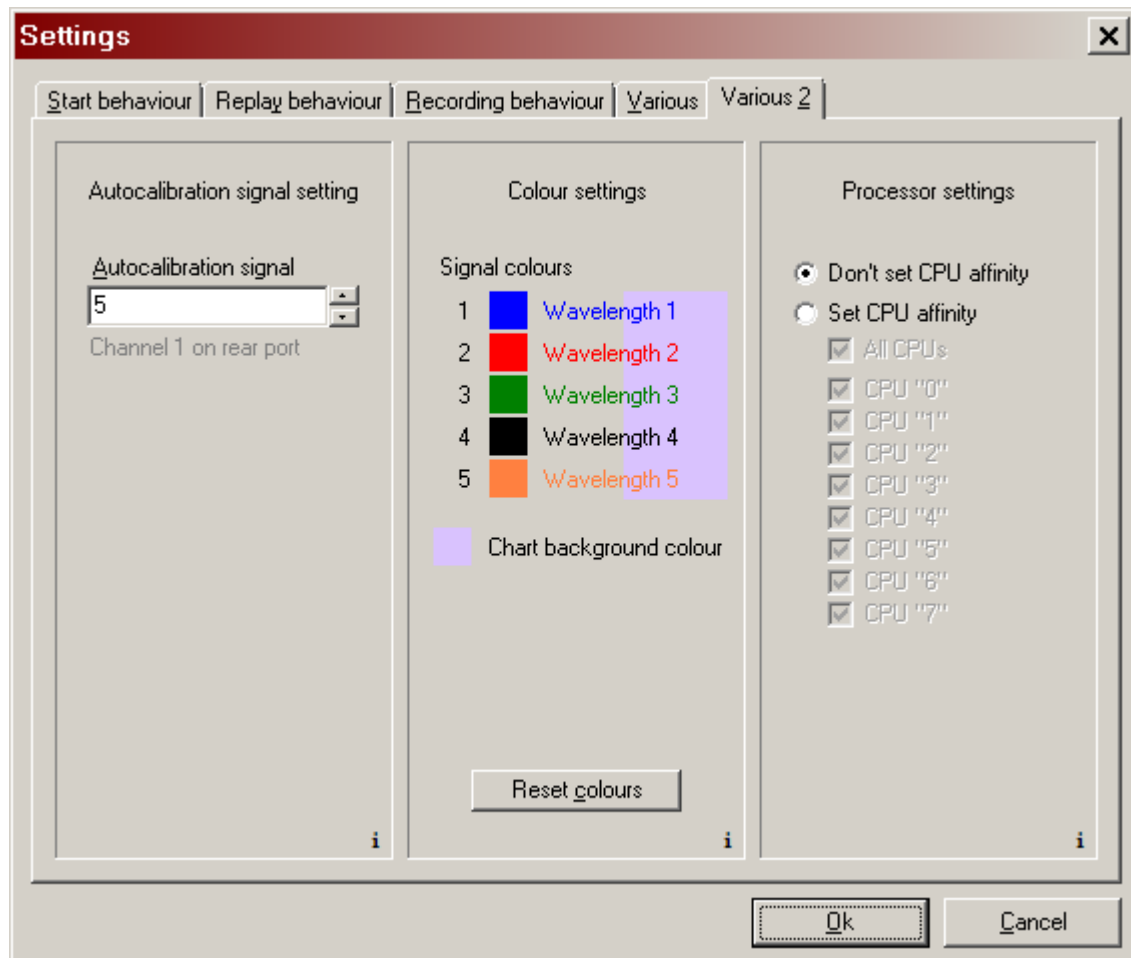 Settings
Start behaviour
Replay behaviour
Recording behaviour
Various
Various 2
Autocalibration signal setting
Autocalibration signal
5
Channel 1 on rear port
Colour settings
Signal colours
1 Wavelength 1
2 Wavelength 2
3 Wavelength 3
4 Wavelength 4
5 Wavelength 5
Chart background colour
Reset colours
Processor settings
Don't set CPU affinity
Set CPU affinity
All CPUs
CPU "0"
CPU "1"
CPU "2"
CPU "3"
CPU "4"
CPU "5"
CPU "6"
CPU "7"
i
i
i
Ok
Cancel